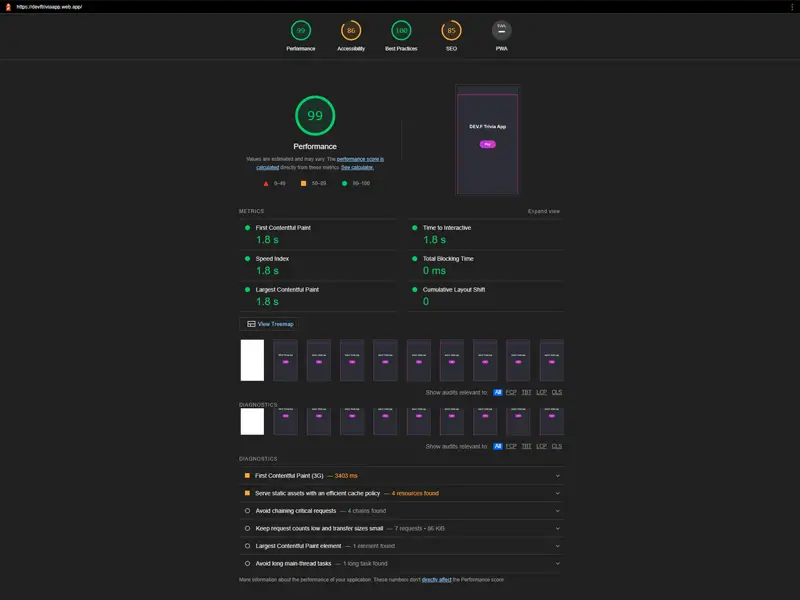 https://devftriviaapp.web.app/
99 86 100 85 PWA
Performance Accessibility Best Practices SEO PWA
99
Performance
Values are estimated and may vary. The performance score is
calculated directly from these metrics. See calculator.
0–49 50–89 90–100
DEV.F Trivia App
Play
METRICS Expand view
First Contentful Paint
1.8 s
Time to Interactive
1.8 s
Speed Index
1.8 s
Total Blocking Time
0 ms
Largest Contentful Paint
1.8 s
Cumulative Layout Shift
0
View Treemap
Show audits relevant to: All FCP TBT LCP CLS
DIAGNOSTICS
Show audits relevant to: All FCP TBT LCP CLS
DIAGNOSTICS
First Contentful Paint (3G) — 3403 ms
Serve static assets with an efficient cache policy — 4 resources found
Avoid chaining critical requests — 4 chains found
Keep request counts low and transfer sizes small — 7 requests • 86 KiB
Largest Contentful Paint element — 1 element found
Avoid long main-thread tasks — 1 long task found
More information about the performance of your application. These numbers don't directly affect the Performance score.